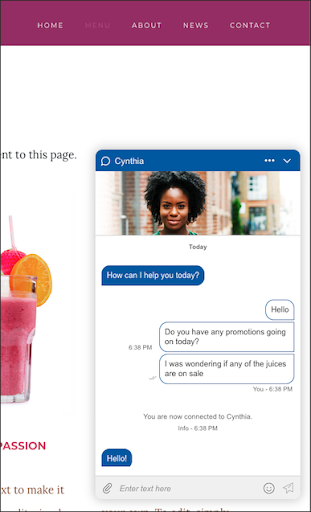 HOME MENU ABOUT NEWS CONTACT
nt to this page.
Cynthia
Today
How can I help you today?
Hello
Do you have any promotions going
on today?
6:38 PM
I was wondering if any of the juices
are on sale
You - 6:38 PM
You are now connected to Cynthia.
Info - 6:38 PM
Hello!
PASSION
Enter text here
xt to make it